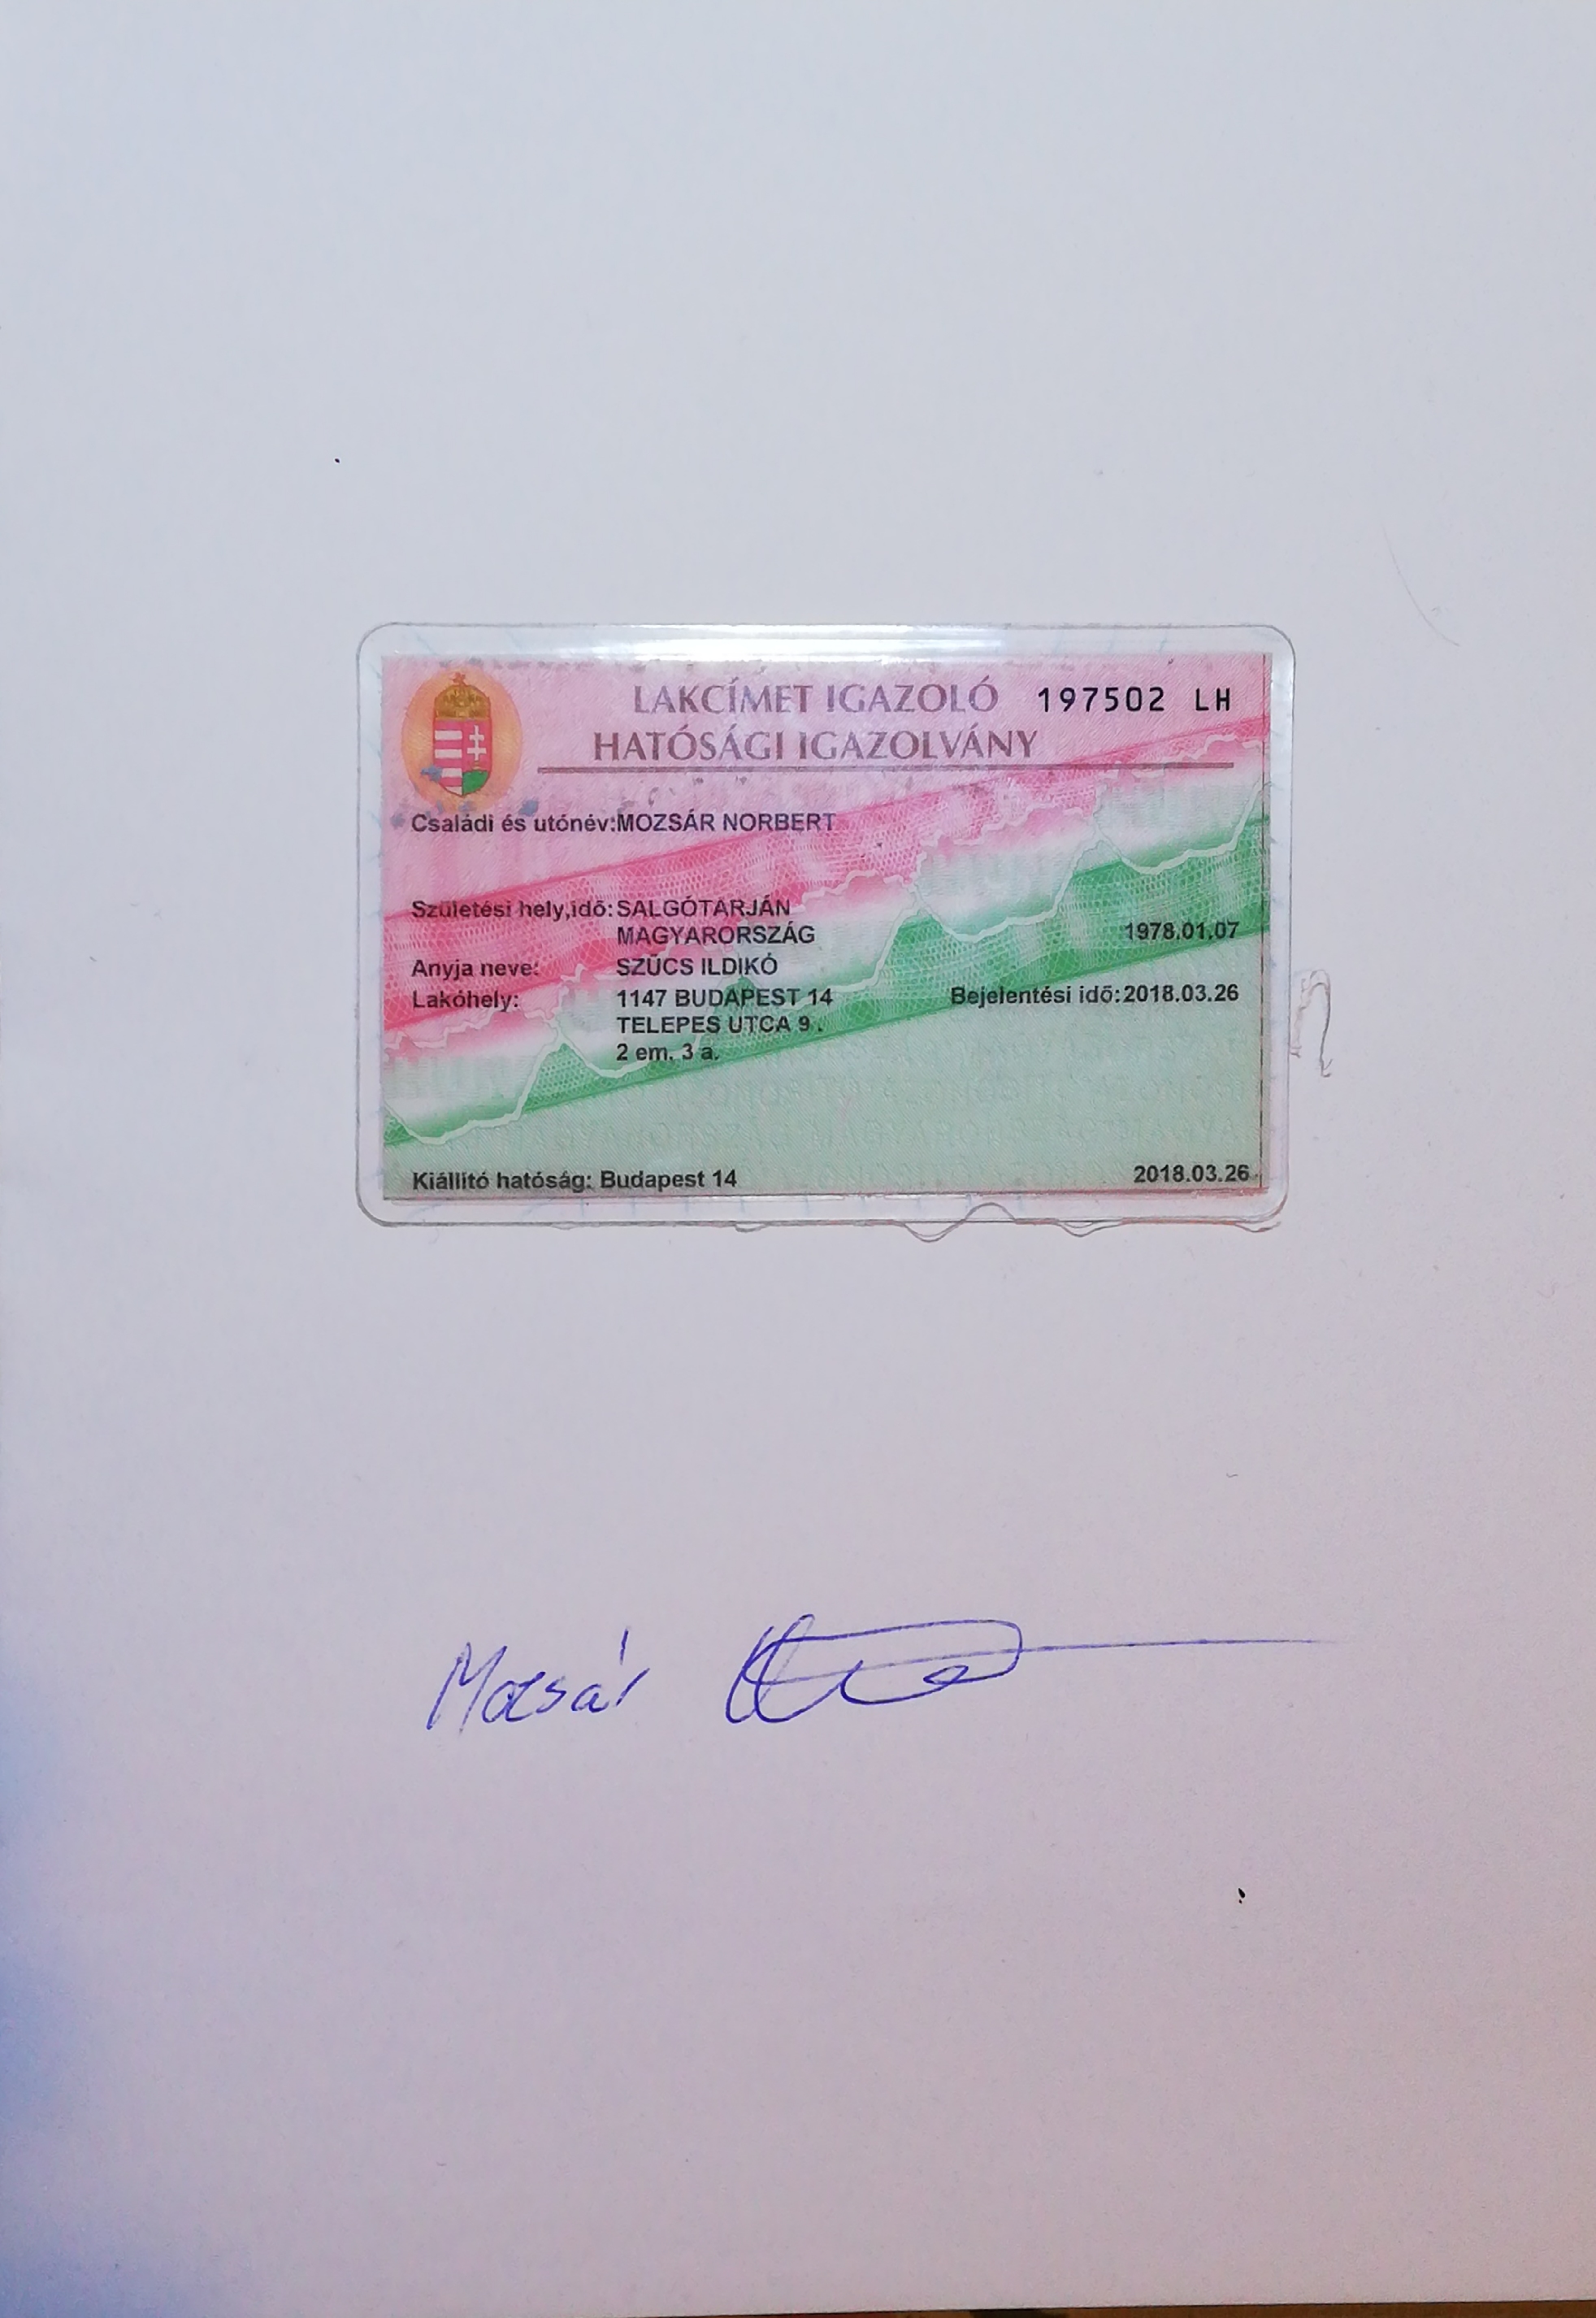 LAKCÍMET IGAZOLÓ 197502 LH
HATÓSÁGI IGAZOLVÁNY
Családi és utónév:MOZSÁR NORBERT
Születési hely,idő:SALGÓTARJÁN
MAGYARORSZÁG 1978.01.07
Anyja neve: SZŰCS ILDIKÓ
Lakóhely: 1147 BUDAPEST 14 Bejelentési idő:2018.03.26
TELEPES UTCA 9 .
2 em. 3 a.
Kiállító hatóság: Budapest 14 2018.03.26
Mozsár